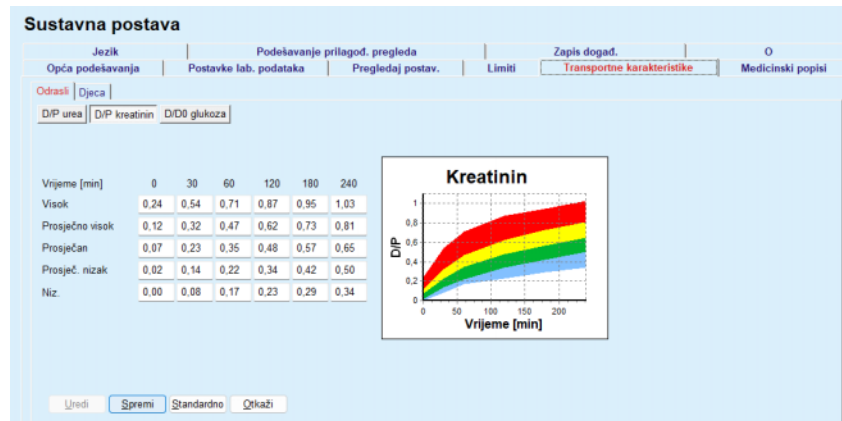 Sustavna postava
Jezik Podešavanje prilagođ. pregleda Zapis događ. O
Opća podešavanja Postavke lab. podataka Pregledaj postav. Limiti Transportne karakteristike Medicinski popisi
Odrasli Djeca
D/P urea D/P kreatinin D/D0 glukoza
Vrijeme [min] 0 30 60 120 180 240
Visok 0,24 0,54 0,71 0,87 0,95 1,03
Prosječno visok 0,12 0,32 0,47 0,62 0,73 0,81
Prosječan 0,07 0,23 0,35 0,48 0,57 0,65
Prosječ. nizak 0,02 0,14 0,22 0,34 0,42 0,50
Niz. 0,00 0,08 0,17 0,23 0,29 0,34
Kreatinin
D/P
1
0,8
0,6
0,4
0,2
0
0 50 100 150 200
Vrijeme [min]
Uredi Spremi Standardno Otkaži